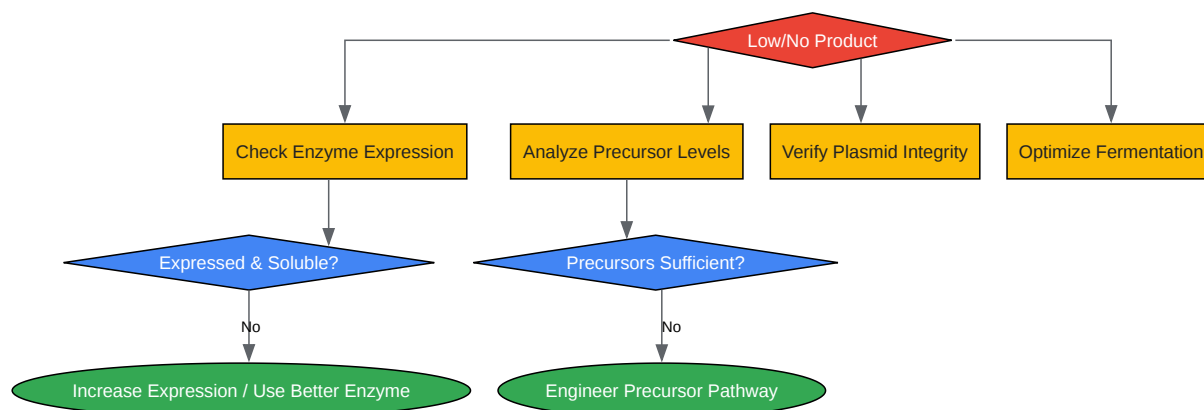 Low/No Product
Check Enzyme Expression
Analyze Precursor Levels
Verify Plasmid Integrity
Optimize Fermentation
Expressed & Soluble?
Precursors Sufficient?
No
No
Increase Expression / Use Better Enzyme
Engineer Precursor Pathway